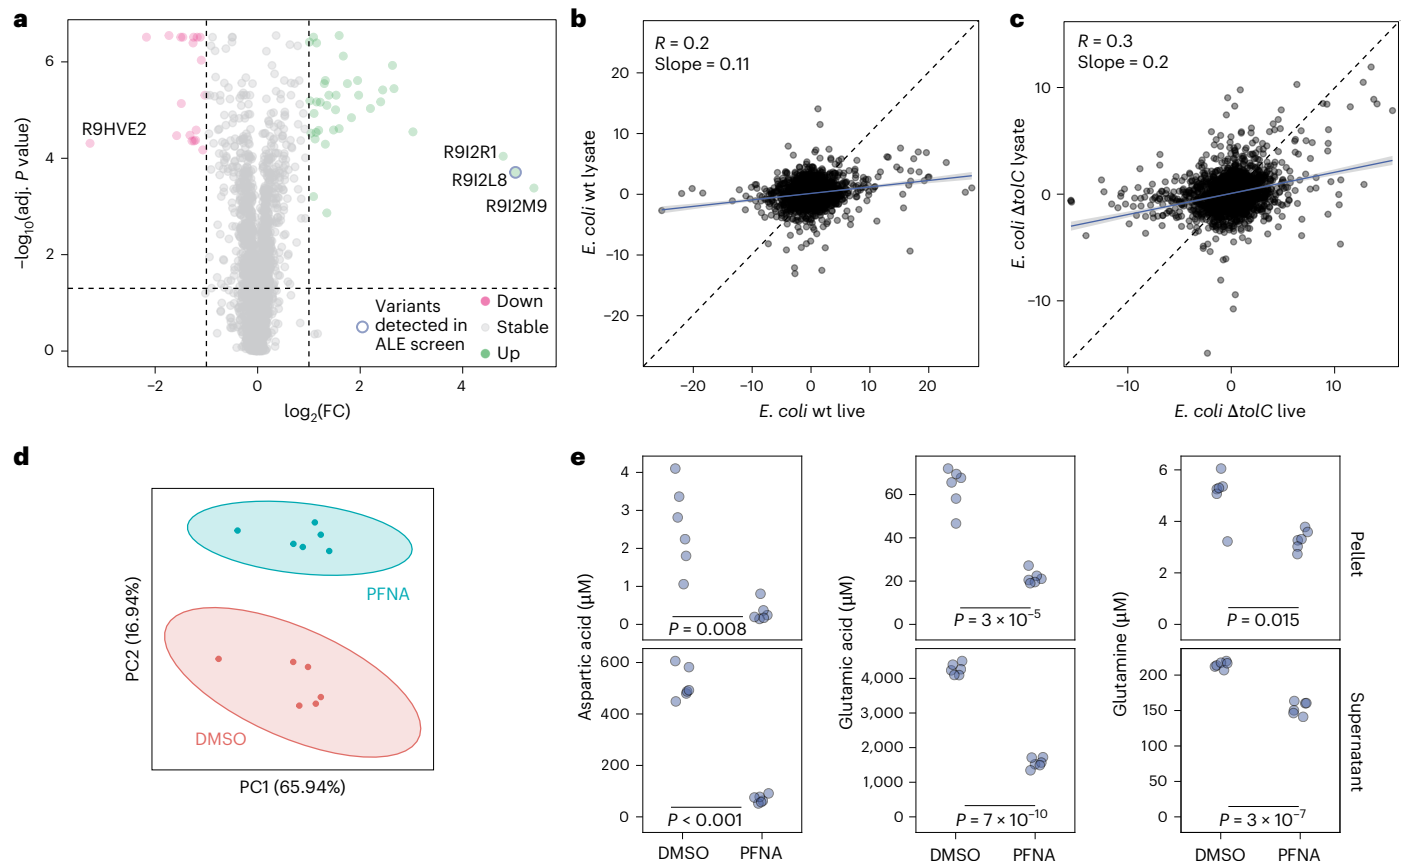 a
−log10(adj. P value)
6
4
2
0
R9HVE2
R9I2R1
R9I2L8
R9I2M9
Variants
detected in
ALE screen
Down
Stable
Up
−2
0
2
4
log2(FC)
b
R = 0.2
Slope = 0.11
E. coli wt lysate
20
10
0
−10
−20
−20
−10
0
10
20
E. coli wt live
c
R = 0.3
Slope = 0.2
E. coli ΔtolC lysate
10
0
−10
−10
0
10
E. coli ΔtolC live
d
PC2 (16.94%)
PFNA
DMSO
PC1 (65.94%)
e
Aspartic acid (μM)
4
3
2
1
0
P = 0.008
600
400
200
0
P < 0.001
DMSO
PFNA
Glutamic acid (μM)
60
40
20
0
P = 3 × 10−5
4,000
3,000
2,000
1,000
0
P = 7 × 10−10
DMSO
PFNA
Glutamine (μM)
6
4
2
0
P = 0.015
Pellet
200
150
100
50
0
P = 3 × 10−7
Supernatant
DMSO
PFNA